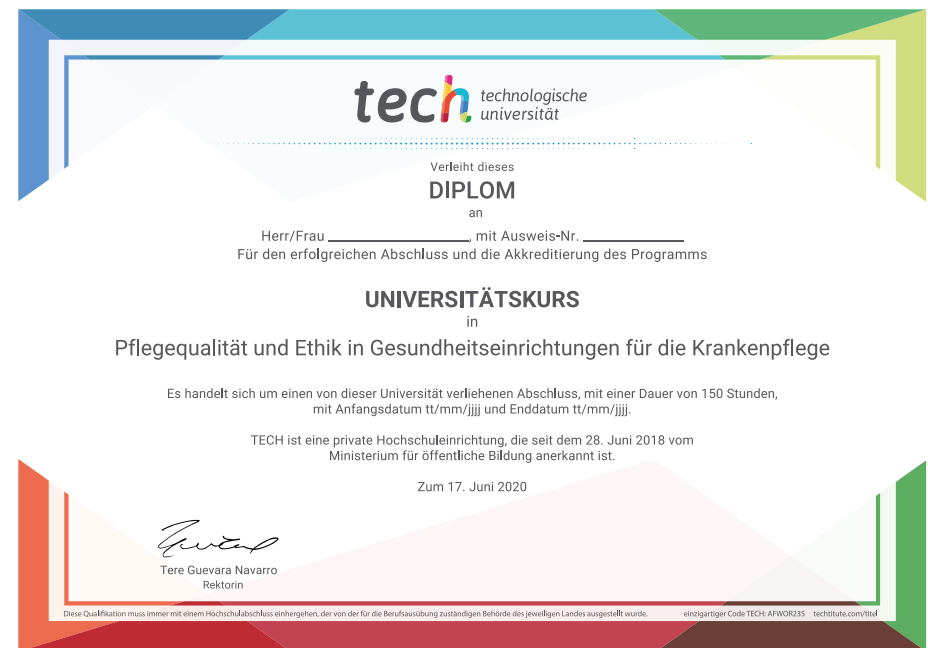 tech technologische
universität
Verleiht dieses
DIPLOM
an
Herr/Frau ____________________, mit Ausweis-Nr. ______________
Für den erfolgreichen Abschluss und die Akkreditierung des Programms
UNIVERSITÄTSKURS
in
Pflegequalität und Ethik in Gesundheitseinrichtungen für die Krankenpflege
Es handelt sich um einen von dieser Universität verliehenen Abschluss, mit einer Dauer von 150 Stunden,
mit Anfangsdatum tt/mm/jjjj und Enddatum tt/mm/jjjj.
TECH ist eine private Hochschuleinrichtung, die seit dem 28. Juni 2018 vom
Ministerium für öffentliche Bildung anerkannt ist.
Zum 17. Juni 2020
Tere Guevara Navarro
Rektorin
Diese Qualifikation muss immer mit einem Hochschulabschluss einhergehen, der von der für die Berufsausübung zuständigen Behörde des jeweiligen Landes ausgestellt wurde. einzigartiger Code TECH: AFWOR23S techtitute.com/titel